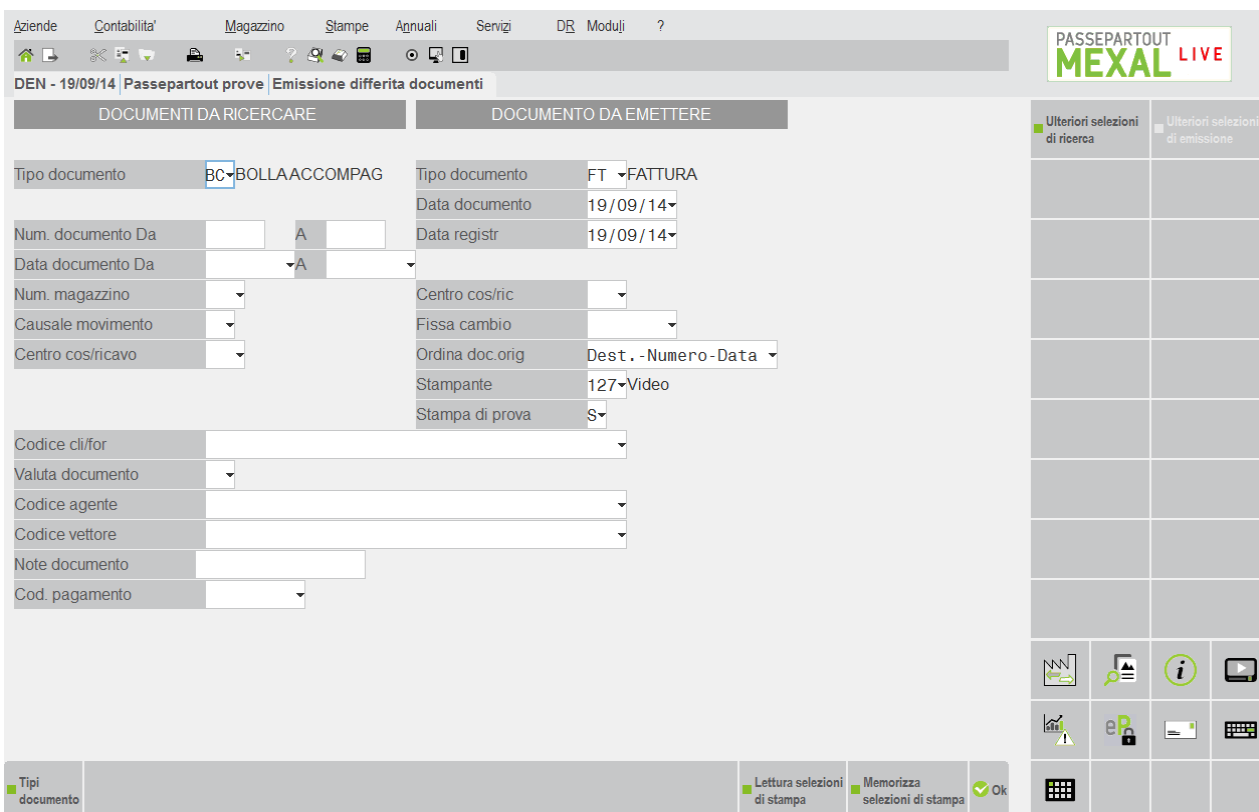 Aziende Contabilita' Magazzino Stampe Annuali Servizi DR Moduli ?
PASSEPARTOUT
MEXAL LIVE
DEN - 19/09/14 Passepartout prove Emissione differita documenti
DOCUMENTI DA RICERCARE DOCUMENTO DA EMETTERE
Ulteriori selezioni
di ricerca
Ulteriori selezioni
di emissione
Tipo documento BC BOLLA ACCOMPAG Tipo documento FT FATTURA
Data documento 19/09/14
Num. documento Da A Data registr 19/09/14
Data documento Da A
Num. magazzino Centro cos/ric
Causale movimento Fissa cambio
Centro cos/ricavo Ordina doc.orig Dest.-Numero-Data
Stampante 127 Video
Stampa di prova S
Codice cli/for
Valuta documento
Codice agente
Codice vettore
Note documento
Cod. pagamento
Tipi
documento
Lettura selezioni
di stampa
Memorizza
selezioni di stampa
Ok